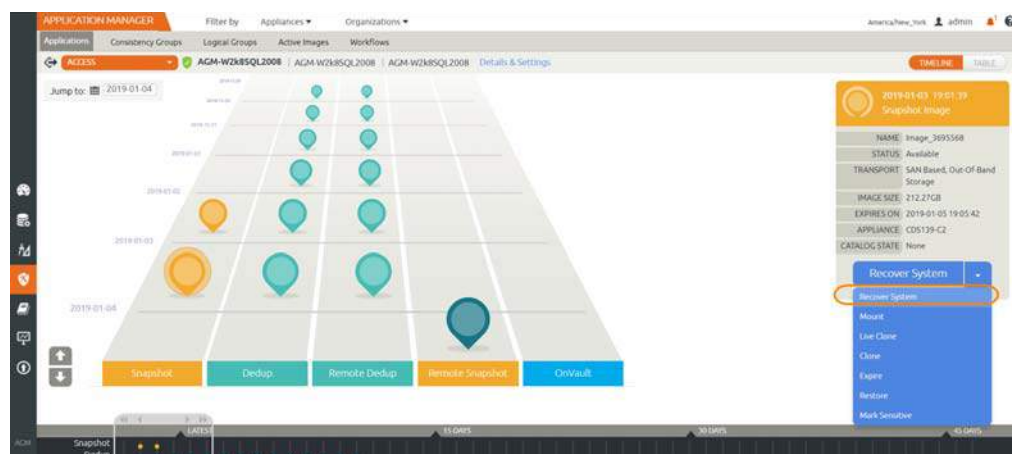 APPLICATION MANAGER Filter by Appliances Organizations America/New_York admin
Applications Consistency Groups Logical Groups Active Images Workflows
ACCESS AGM-W2k8SQL2008 AGM-W2k8SQL2008 AGM-W2k8SQL2008 Details & Settings TIMELINE TABLE
Jump to: 2019-01-04
2019-01-03 19:01:39
Snapshot Image
NAME Image_3695568
STATUS Available
TRANSPORT SAN Based, Out-Of-Band
Storage
IMAGE SIZE 212.27GB
EXPIRES ON 2019-01-05 19:05:42
APPLIANCE CDS139-C2
CATALOG STATE None
2019-01-02
2019-01-03
2019-01-04
Recover System
Recover System
Mount
Live Clone
Clone
Expire
Restore
Mark Sensitive
Snapshot Dedup Remote Dedup Remote Snapshot OnVault
LATEST 15 DAYS 30 DAYS 45 DAYS
AGM Snapshot
Dedup